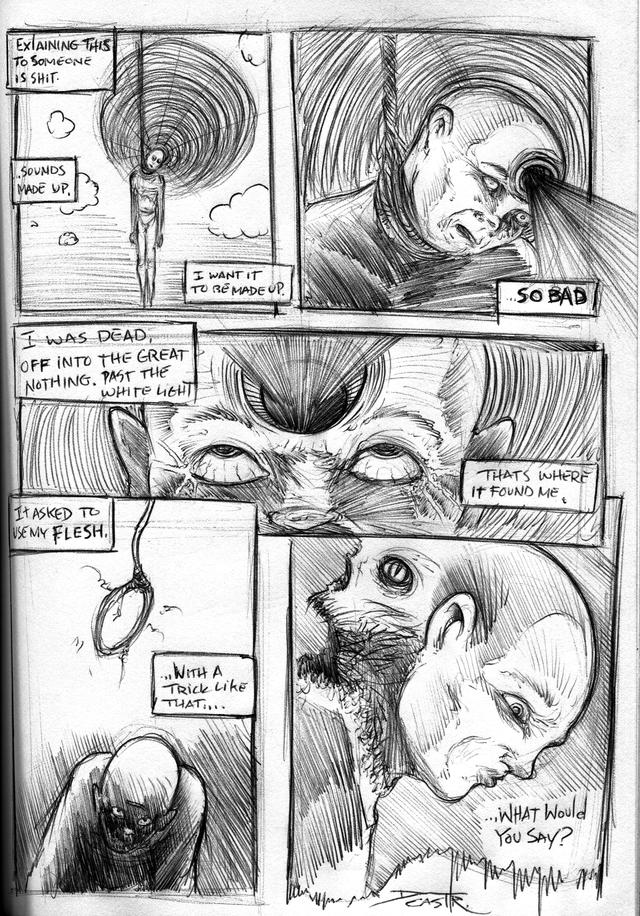 EXLAINING THIS
TO SOMEONE
IS SHIT.
..SOUNDS
MADE UP.
I WANT IT
TO BE MADE UP.
...SO BAD
I WAS DEAD,
OFF INTO THE GREAT
NOTHING. PAST THE
WHITE LIGHT
THATS WHERE
IT FOUND ME.
It ASKED TO
USE MY FLESH.
...WITH A
TRICK LIKE
THAT....
...WHAT WOULD
YOU SAY?
DCASTR.